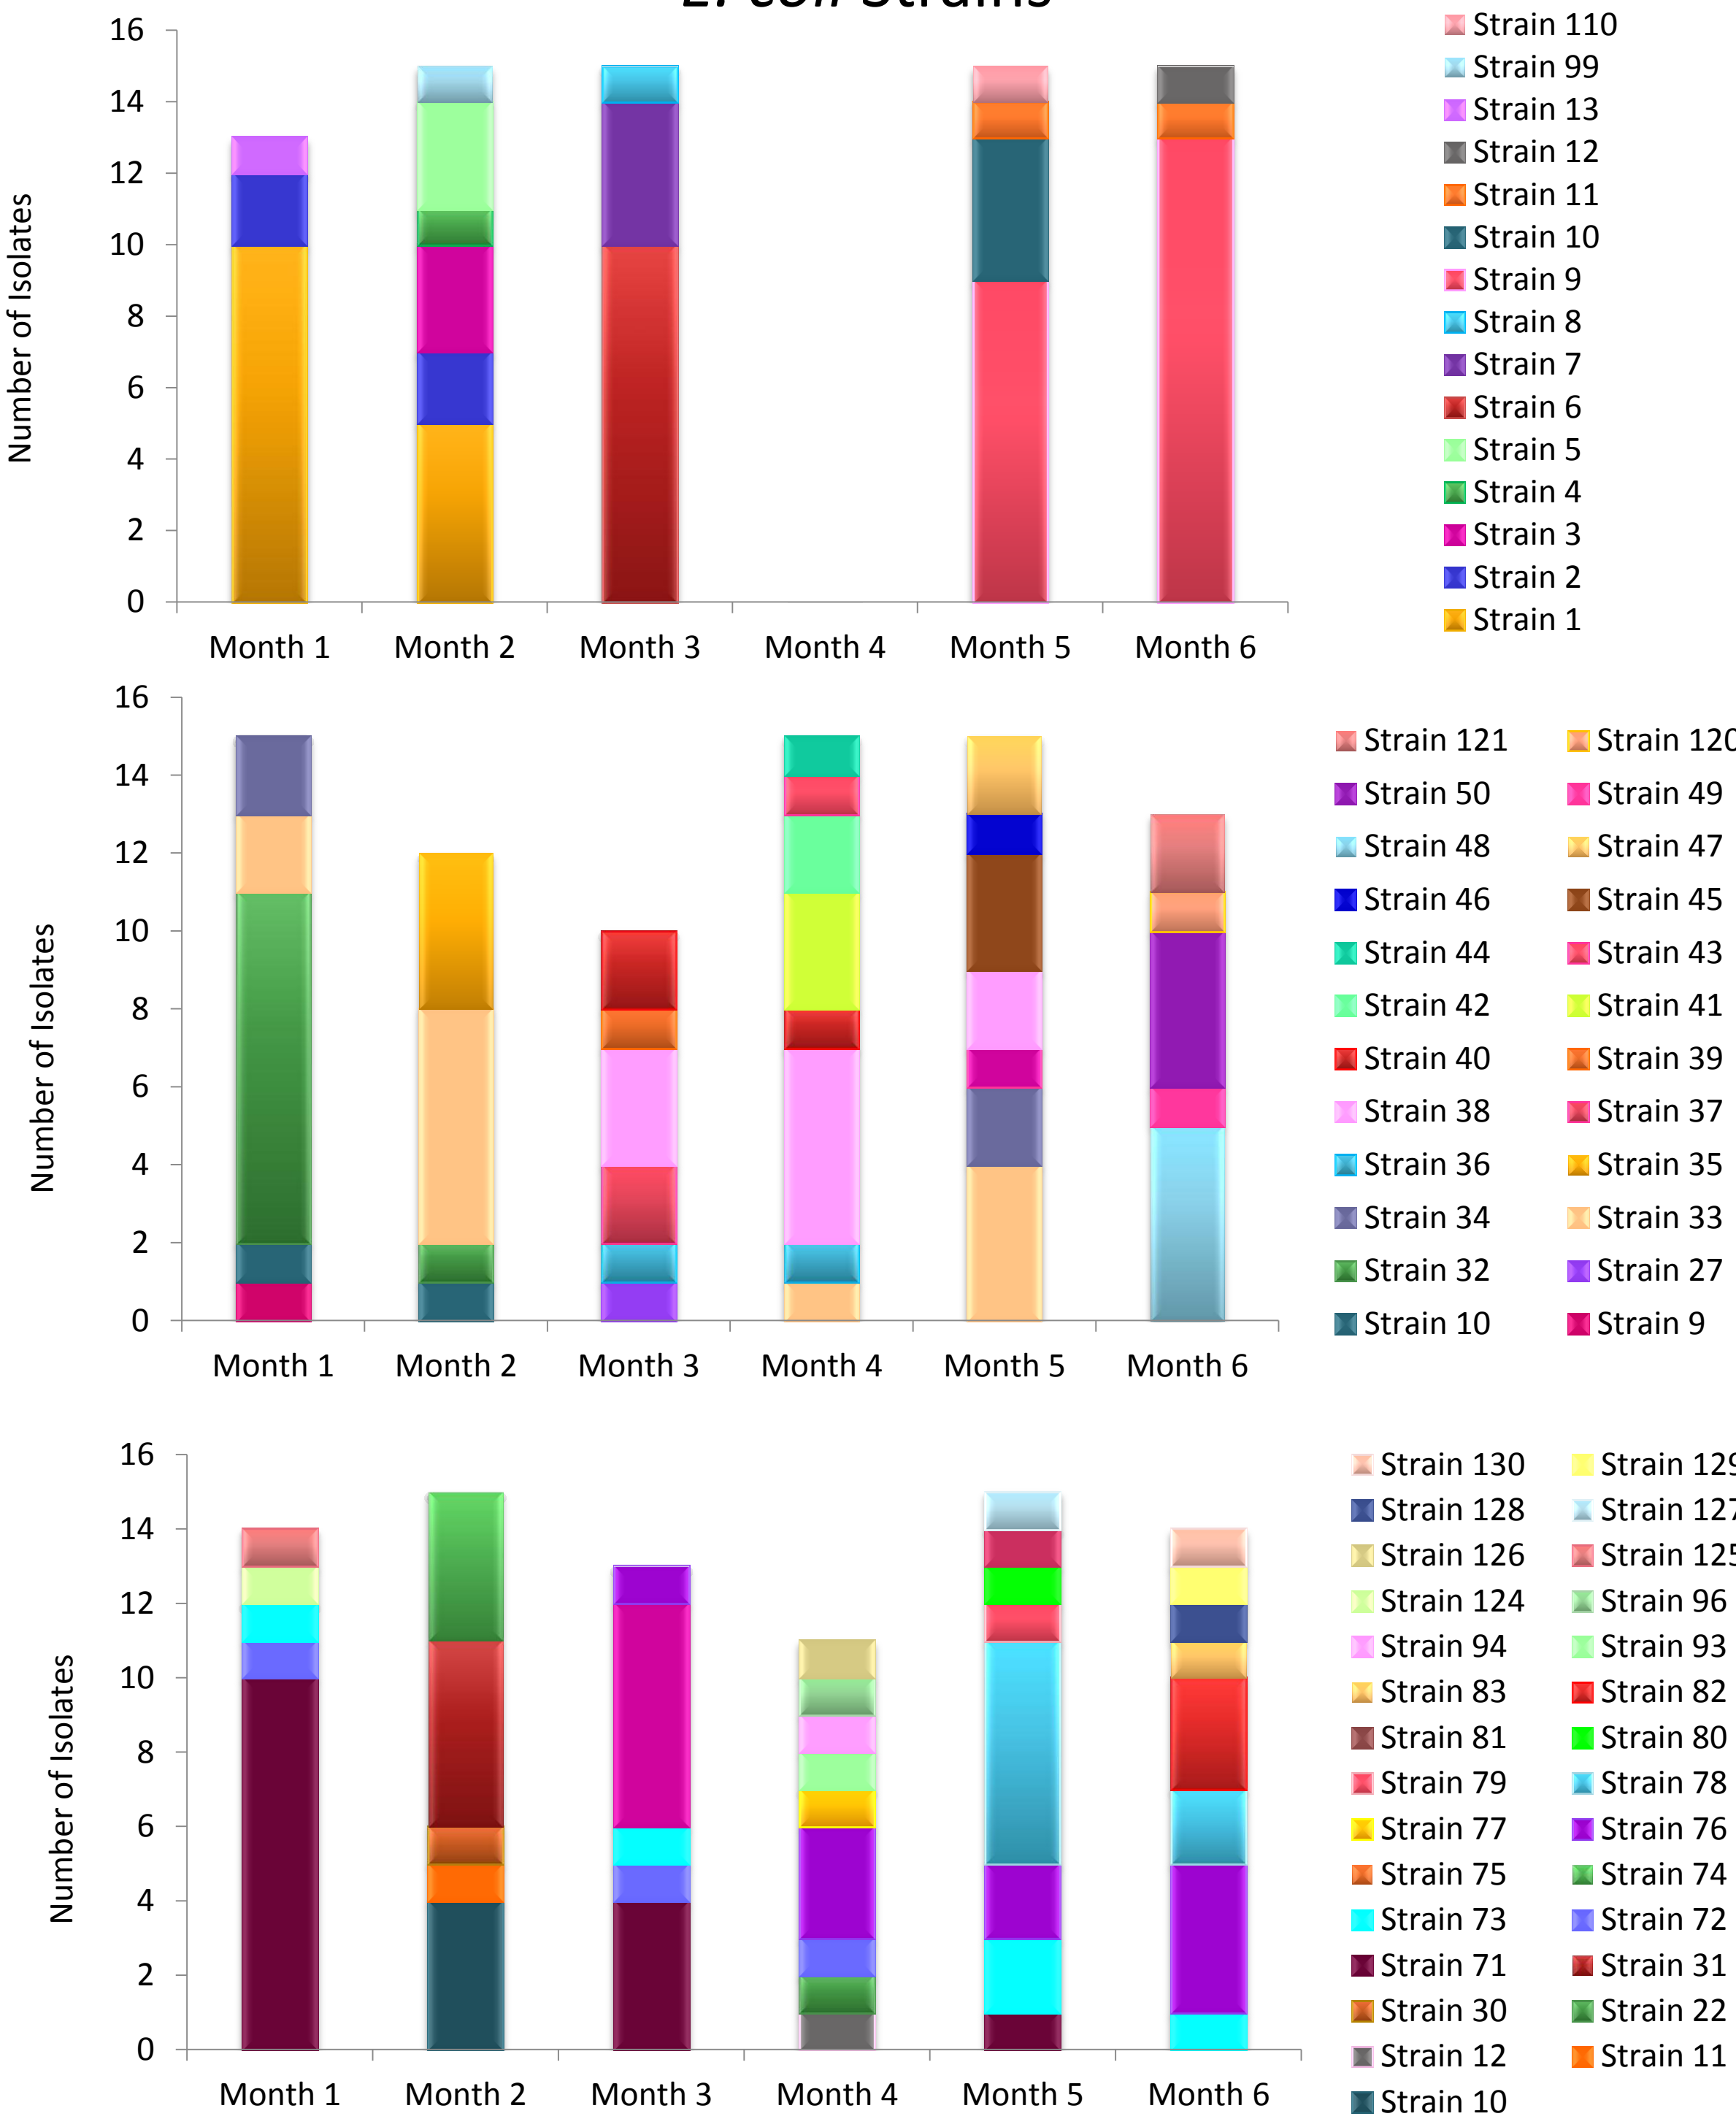 E. coli Strains
16
14
12
10
8
6
4
2
0
Number of Isolates
Month 1 Month 2 Month 3 Month 4 Month 5 Month 6
Strain 110
Strain 99
Strain 13
Strain 12
Strain 11
Strain 10
Strain 9
Strain 8
Strain 7
Strain 6
Strain 5
Strain 4
Strain 3
Strain 2
Strain 1
16
14
12
10
8
6
4
2
0
Number of Isolates
Month 1 Month 2 Month 3 Month 4 Month 5 Month 6
Strain 121 Strain 120
Strain 50 Strain 49
Strain 48 Strain 47
Strain 46 Strain 45
Strain 44 Strain 43
Strain 42 Strain 41
Strain 40 Strain 39
Strain 38 Strain 37
Strain 36 Strain 35
Strain 34 Strain 33
Strain 32 Strain 27
Strain 10 Strain 9
16
14
12
10
8
6
4
2
0
Number of Isolates
Month 1 Month 2 Month 3 Month 4 Month 5 Month 6
Strain 130 Strain 129
Strain 128 Strain 127
Strain 126 Strain 125
Strain 124 Strain 96
Strain 94 Strain 93
Strain 83 Strain 82
Strain 81 Strain 80
Strain 79 Strain 78
Strain 77 Strain 76
Strain 75 Strain 74
Strain 73 Strain 72
Strain 71 Strain 31
Strain 30 Strain 22
Strain 12 Strain 11
Strain 10